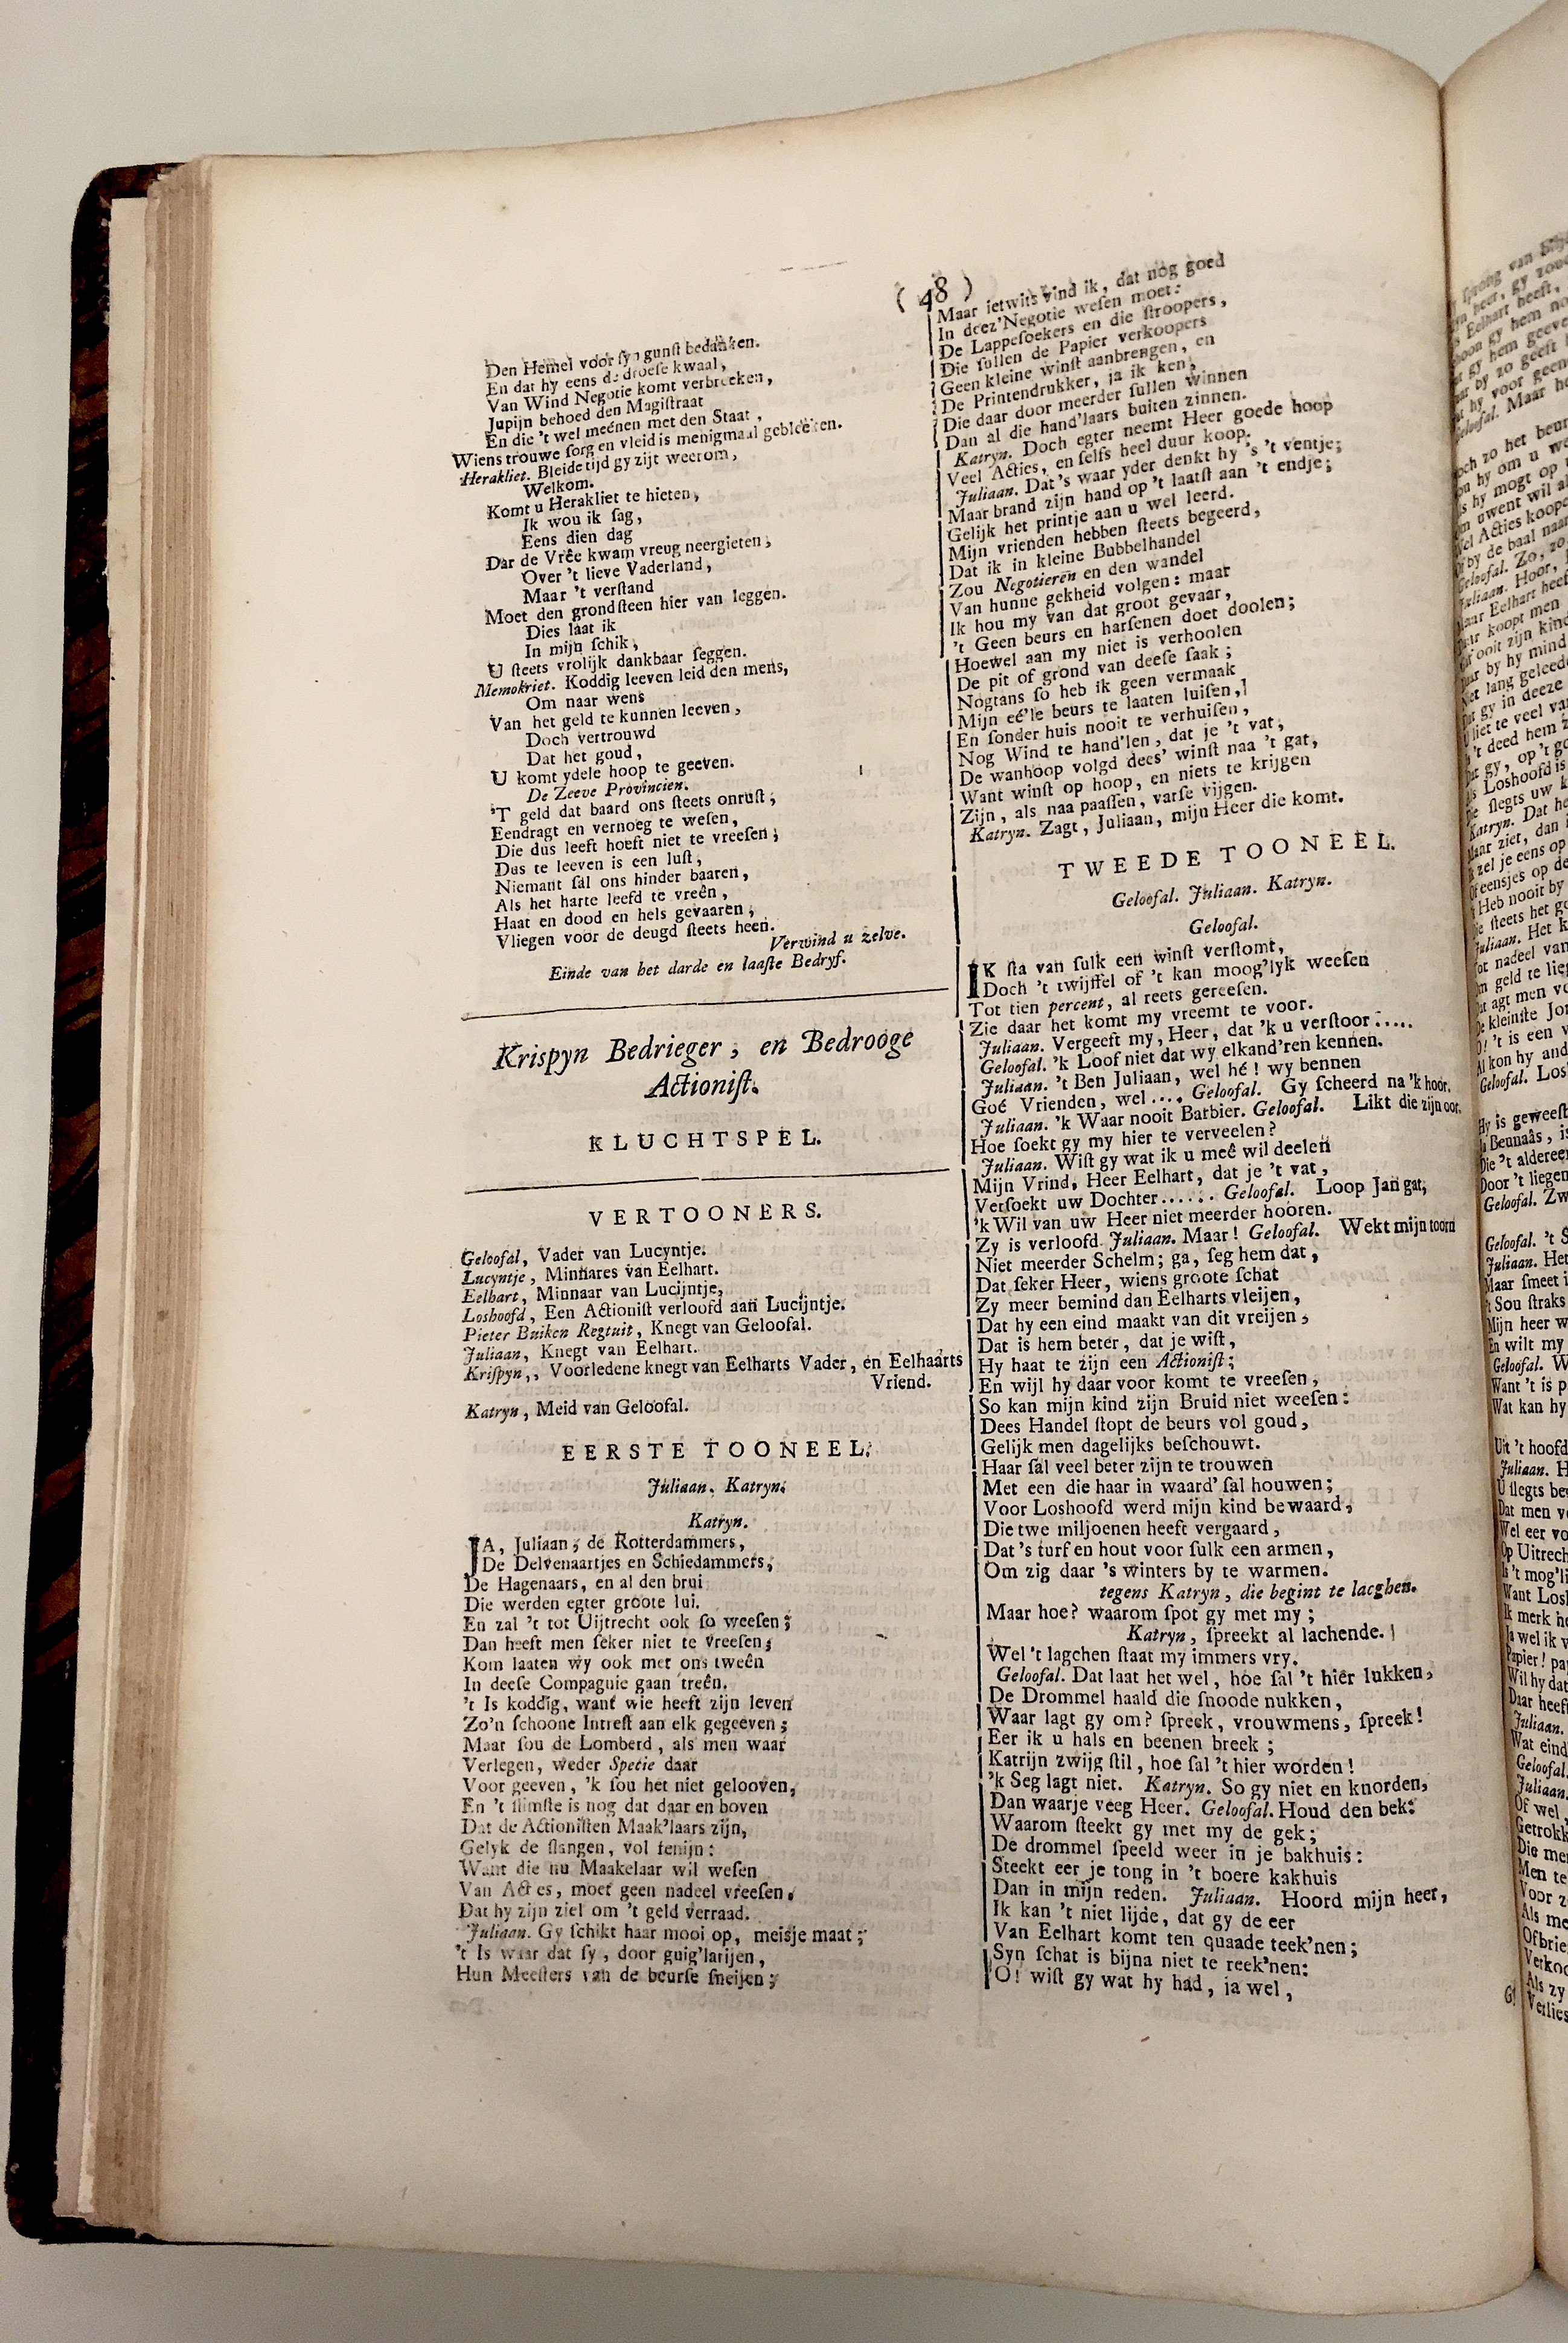 ( 48 )
Den Hemel voor syn gunst bedanken.
En dat hy eens de droese kwaal,
Van Wind Negotie komt verbreeken,
Jupijn behoed den Magistraat
En die 't wel meénen met den Staat,
Wiens trouwe sorg en vleid is menigmaal gebleeken.
Herakliet. Bleide tijd gy zijt weerom,
Welkom.
Komt u Herakliet te hieten,
Ik wou ik sag,
Eens dien dag
Dar de Vrêe kwam vreug neergieten;
Over 't lieve Vaderland,
Maar 't verstand
Moet den grondsteen hier van leggen.
Dies laat ik
In mijn schik,
U steets vrolijk dankbaar seggen.
Memokriet. Koddig leeven leid den mens,
Om naar wens
Van het geld te kunnen leeven,
Doch vertrouwd
Dat het goud,
U komt ydele hoop te geeven.
De Zeeve Provincien.
'T geld dat baard ons steets onrust,
Eendragt en vernoeg te wesen,
Die dus leeft hoeft niet te vreesen;
Dus te leeven is een lust,
Niemant sal ons hinder baaren,
Als het harte leefd te vreên,
Haat en dood en hels gevaaren,
Vliegen voor de deugd steets heen.
Verwind u zelve.
Einde van het darde en laaste Bedryf.
Krispyn Bedrieger, en Bedrooge
Actionist.
KLUCHTSPEL.
VERTOONERS.
Geloofal, Vader van Lucyntje.
Lucyntje, Minnares van Eelhart.
Eelhart, Minnaar van Lucijntje,
Loshoofd, Een Actionist verloofd aan Lucijntje.
Pieter Buiken Regtuit, Knegt van Geloofal.
Juliaan, Knegt van Eelhart.
Krispyn,, Voorledene knegt van Eelharts Vader, en Eelhaarts
Vriend.
Katryn, Meid van Geloofal.
EERSTE TOONEEL.
Juliaan. Katryn.
Katryn.
JA, Juliaan, de Rotterdammers,
De Delvenaartjes en Schiedammers,
De Hagenaars, en al den brui
Die werden egter groote lui.
En zal 't tot Uijtrecht ook so weesen;
Dan heeft men seker niet te vreesen;
Kom laaten wy ook met ons tweên
In deese Compagnie gaan treên.
't Is koddig, want wie heeft zijn leven
Zo'n schoone Intrest aan elk gegeeven;
Maar sou de Lomberd, als men waar
Verlegen, weder Spetie daar
Voor geeven, 'k sou het niet gelooven,
En 't slimste is nog dat daar en boven
Dat de Actionisten Maak'laars zijn,
Gelyk de slangen, vol fenijn:
Want die nu Maakelaar wil wesen
Van Acties, moet geen nadeel vreesen,
Dat hy zijn ziel om 't geld verraad.
Juliaan. Gy schikt haar mooi op, meisje maat;
't Is waar dat sy, door guig'larijen,
Hun Meesters van de beurse sneijen;
Maar ietwits vind ik, dat nog goed
In deez' Negotie wesen moet:
De Lappesoekers en die stroopers,
Die sullen de Papier verkoopers
Geen kleine winst aanbrengen, en
De Printendrukker, ja ik ken,
Die daar door meerder sullen winnen
Dan al die hand'laars buiten zinnen.
Katryn. Doch egter neemt Heer goede hoop
Veel Acties, en selfs heel duur koop.
Juliaan. Dat's waar yder denkt hy 's 't ventje;
Maar brand zijn hand op 't laatst aan 't endje;
Gelijk het printje aan u wel leerd.
Mijn vrienden hebben steets begeerd,
Dat ik in kleine Bubbelhandel
Zou Negotieren en den wandel
Van hunne gekheid volgen: maar
Ik hou my van dat groot gevaar,
't Geen beurs en harsenen doet doolen;
Hoewel aan my niet is verhoolen
De pit of grond van deese saak;
Nogtans so heb ik geen vermaak
Mijn eé'le beurs te laaten luisen,
En sonder huis nooit te verhuisen,
Nog Wind te hand'len, dat je 't vat,
De wanhoop volgd dees' winst naa 't gat,
Want winst op hoop, en niets te krijgen
Zijn, als naa paassen, varse vijgen.
Katryn. Zagt, Juliaan, mijn Heer die komt.
TWEEDE TOONEEL.
Geloofal. Juliaan. Katryn.
Geloofal.
IK sta van sulk een winst verstomt,
Doch 't twijffel of 't kan moog'lyk weesen
Tot tien percent, al reets gereesen.
Zie daar het komt my vreemt te voor.
Juliaan. Vergeeft my, Heer, dat 'k u verstoor.....
Geloofal. 'k Loof niet dat wy elkand'ren kennen.
Juliaan. 't Ben Juliaan, wel hé! wy bennen
Goé Vrienden, wel.... Geloofal. Gy scheerd na 'k hoor.
Juliaan. 'k Waar nooit Barbier. Geloofal. Likt die zijn oor.
Hoe soekt gy my hier te verveelen?
Juliaan. Wist gy wat ik u meê wil deelen
Mijn Vrind, Heer Eelhart, dat je 't vat,
Versoekt uw Dochter...... Geloofal. Loop Jan gat,
'k Wil van uw Heer niet meerder hooren.
Zy is verloofd. Juliaan. Maar! Geloofal. Wekt mijn toorn
Niet meerder Schelm; ga, seg hem dat,
Dat seker Heer, wiens groote schat
Zy meer bemind dan Eelharts vleijen,
Dat hy een eind maakt van dit vreijen,
Dat is hem beter, dat je wist,
Hy haat te zijn een Actionist;
En wijl hy daar voor komt te vreesen,
So kan mijn kind zijn Bruid niet weesen:
Dees Handel stopt de beurs vol goud,
Gelijk men dagelijks beschouwt.
Haar sal veel beter zijn te trouwen
Met een die haar in waard' sal houwen;
Voor Loshoofd werd mijn kind bewaard,
Die twe miljoenen heeft vergaard,
Dat's turf en hout voor sulk een armen,
Om zig daar 's winters by te warmen.
tegens Katryn, die begint te lacghen.
Maar hoe? waarom spot gy met my;
Katryn, spreekt al lachende.
Wel 't lagchen staat my immers vry.
Geloofal. Dat laat het wel, hoe sal 't hier lukken,
De Drommel haald die snoode nukken,
Waar lagt gy om? spreek, vrouwmens, spreek!
Eer ik u hals en beenen breek;
Katrijn zwijg stil, hoe sal 't hier worden!
'k Seg lagt niet. Katryn. So gy niet en knorden,
Dan waarje veeg Heer. Geloofal. Houd den bek:
Waarom steekt gy met my de gek;
De drommel speeld weer in je bakhuis:
Steekt eer je tong in 't boere kakhuis
Dan in mijn reden. Juliaan. Hoord mijn heer,
Ik kan 't niet lijde, dat gy de eer
Van Eelhart komt ten quaade teek'nen;
Syn schat is bijna niet te reek'nen:
O! wist gy wat hy had, ja wel,